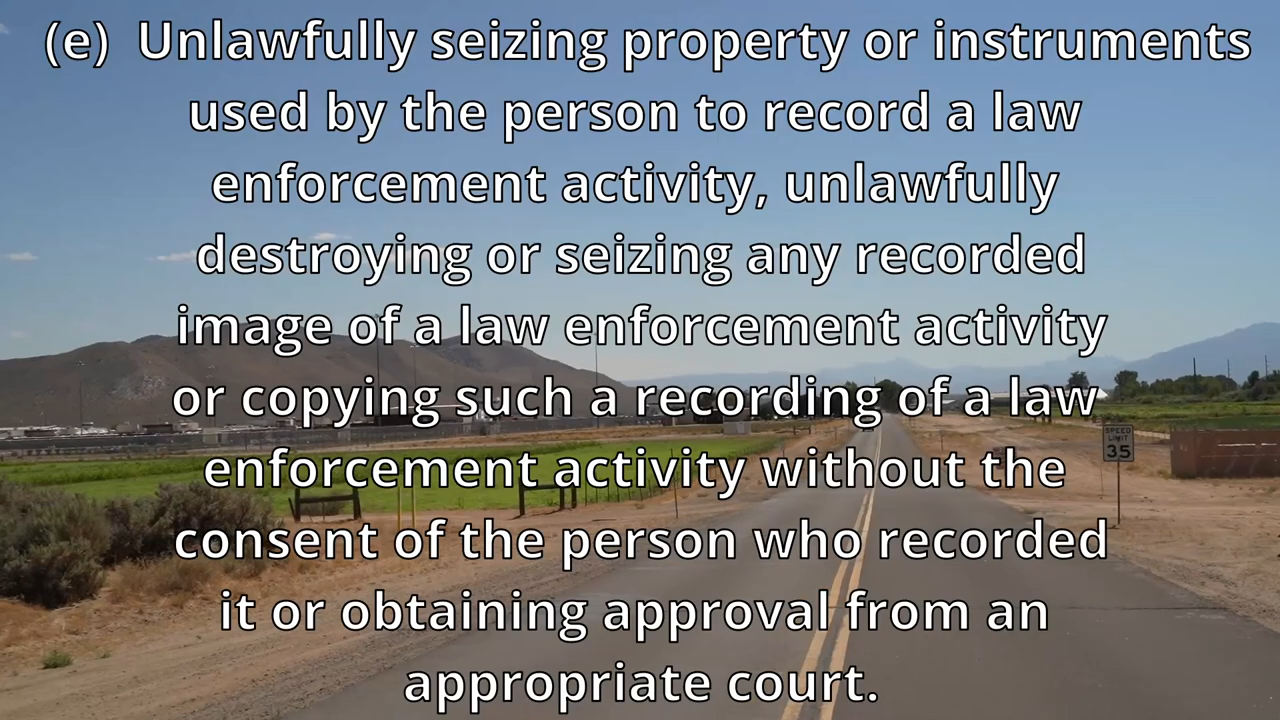 (e)  Unlawfully seizing property or instruments
used by the person to record a law
enforcement activity, unlawfully
destroying or seizing any recorded
image of a law enforcement activity
or copying such a recording of a law
enforcement activity without the
consent of the person who recorded
it or obtaining approval from an
appropriate court.
SPEED
LIMIT
35